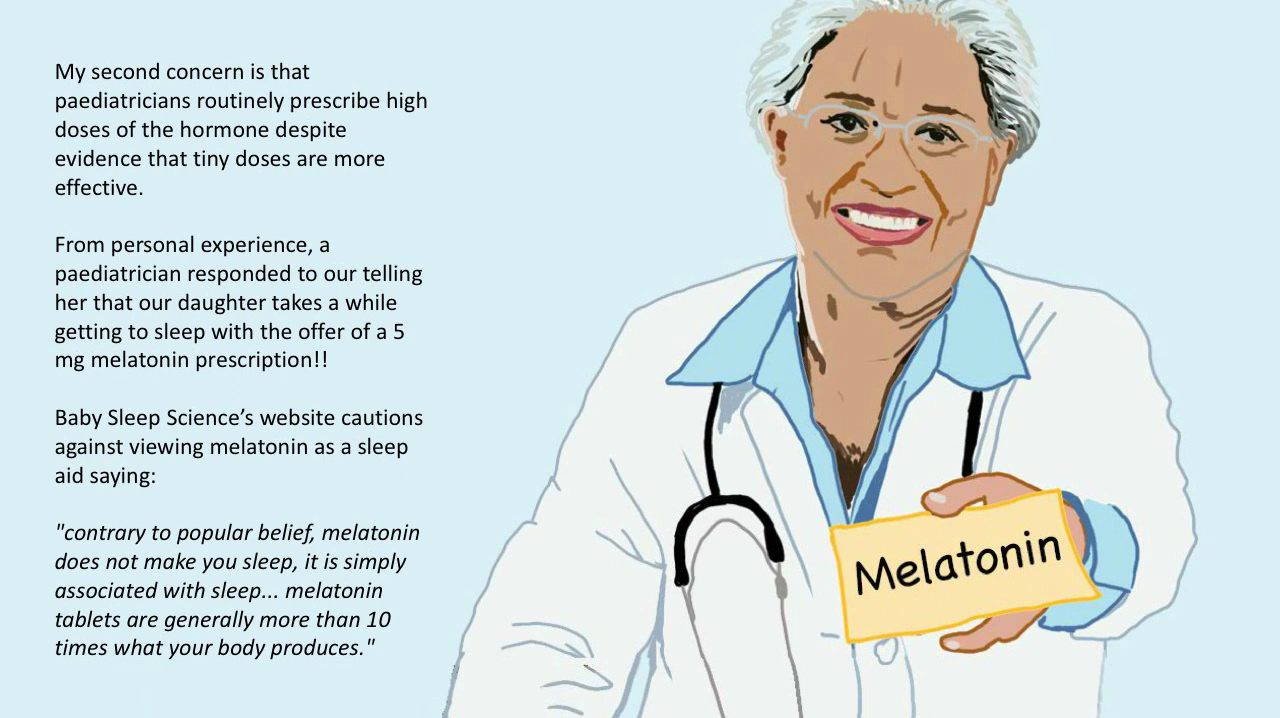 My second concern is that
paediatricians routinely prescribe high
doses of the hormone despite
evidence that tiny doses are more
effective.
From personal experience, a
paediatrician responded to our telling
her that our daughter takes a while
getting to sleep with the offer of a 5
mg melatonin prescription!!
Baby Sleep Science’s website cautions
against viewing melatonin as a sleep
aid saying:
"contrary to popular belief, melatonin
does not make you sleep, it is simply
associated with sleep... melatonin
tablets are generally more than 10
times what your body produces."
Melatonin